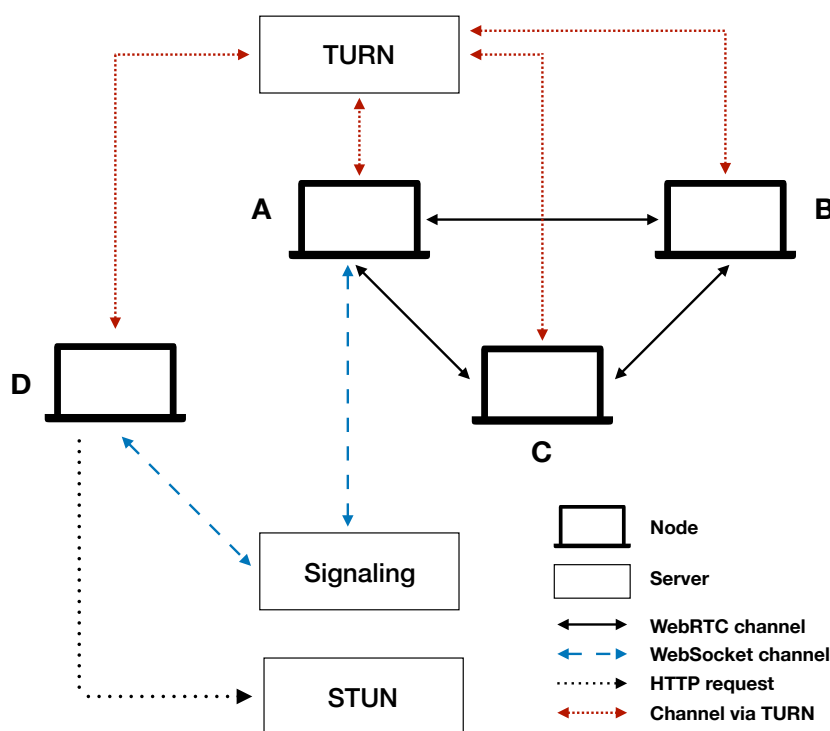 TURN
A
B
D
C
Signaling
STUN
Node
Server
WebRTC channel
WebSocket channel
HTTP request
Channel via TURN